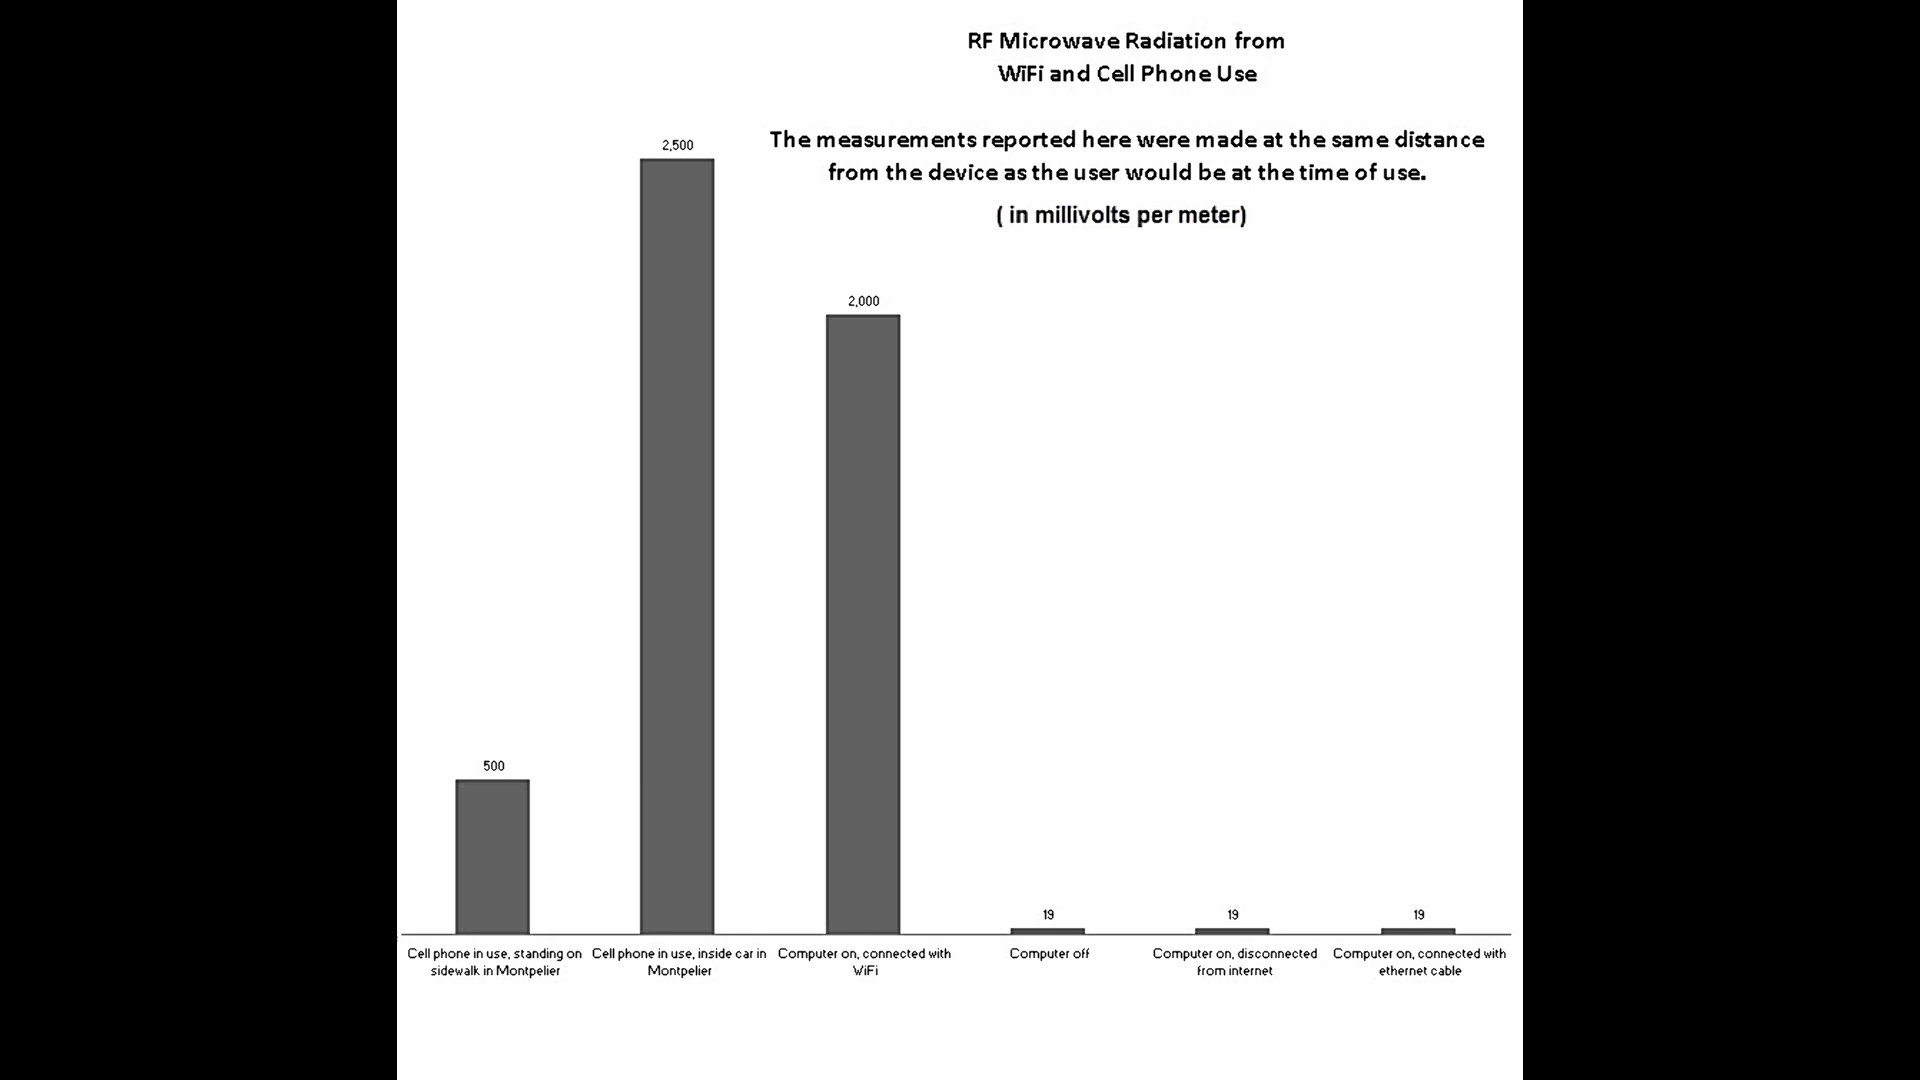 RF Microwave Radiation from
WiFi and Cell Phone Use
The measurements reported here were made at the same distance
from the device as the user would be at the time of use.
( in millivolts per meter)
2,500
2,000
500
19
19
19
Cell phone in use, standing on
sidewalk in Montpelier
Cell phone in use, inside car in
Montpelier
Computer on, connected with
WiFi
Computer off
Computer on, disconnected
from internet
Computer on, connected with
ethernet cable